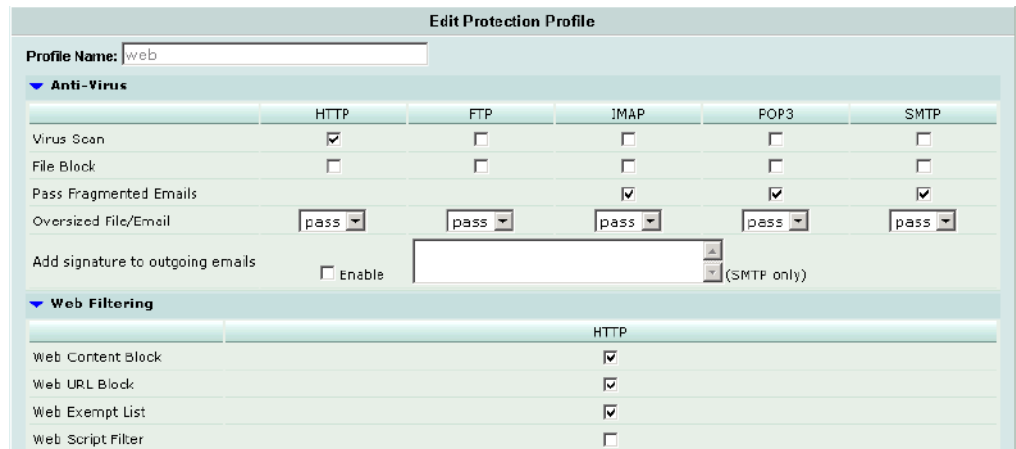 Edit Protection Profile
Profile Name: web
Anti-Virus
HTTP FTP IMAP POP3 SMTP
Virus Scan
File Block
Pass Fragmented Emails
Oversized File/Email pass pass pass pass pass
Add signature to outgoing emails Enable (SMTP only)
Web Filtering
HTTP
Web Content Block
Web URL Block
Web Exempt List
Web Script Filter